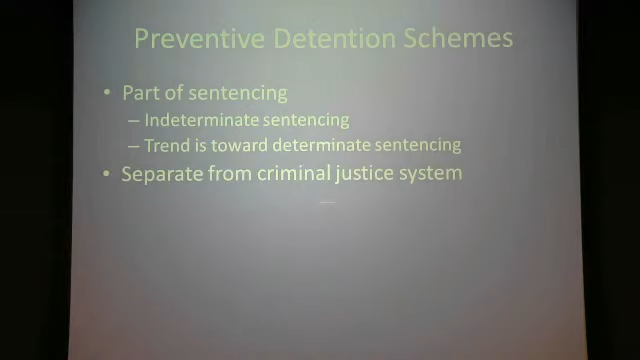 Preventive Detention Schemes
• Part of sentencing
– Indeterminate sentencing
– Trend is toward determinate sentencing
• Separate from criminal justice system